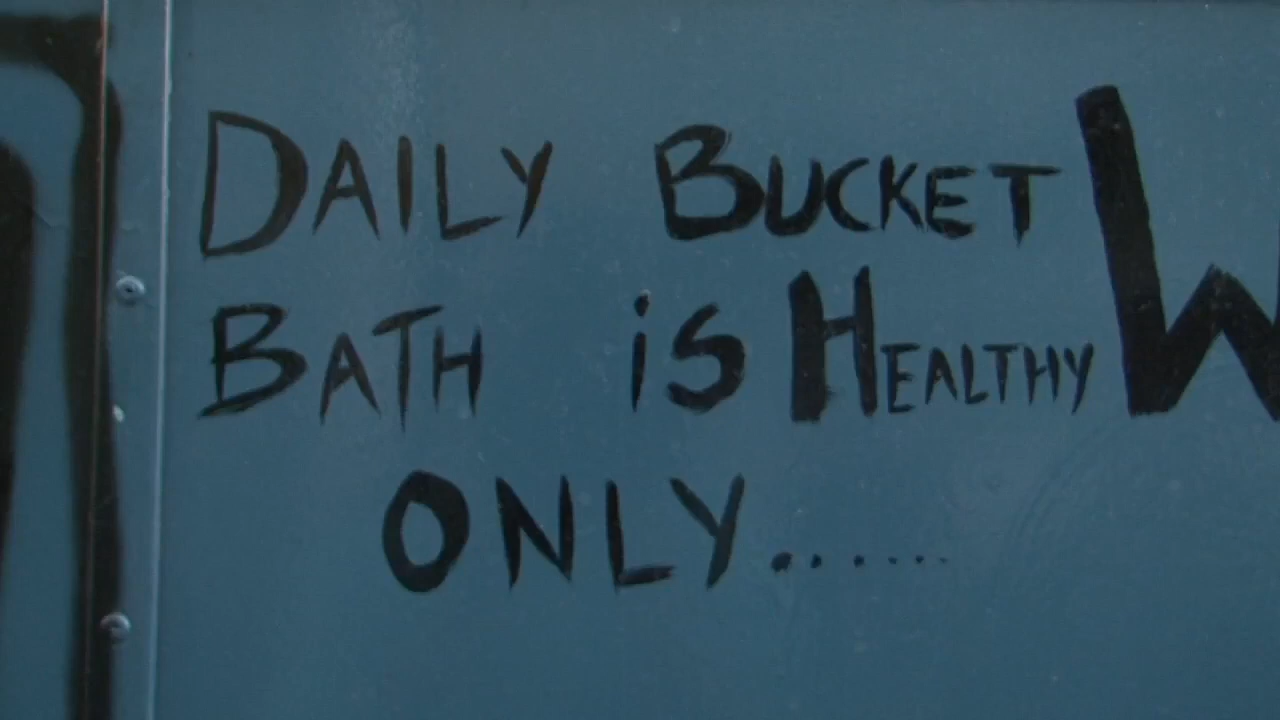 DAILY BUCKET
BATH iS HEALTHY
ONLY.......